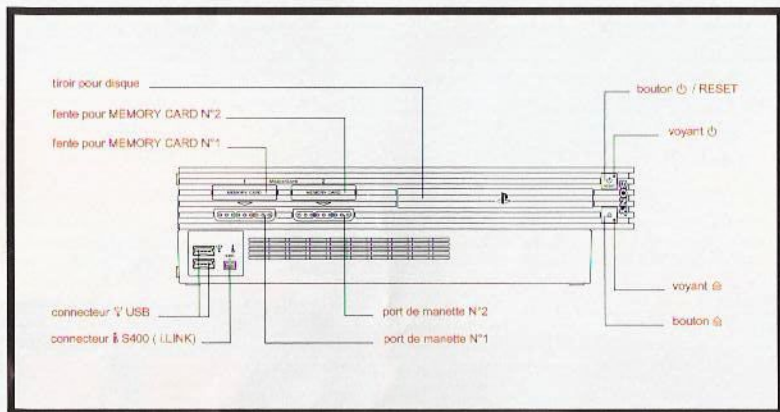 tiroir pour disque
fente pour MEMORY CARD N°2
fente pour MEMORY CARD N°1
bouton ⏻ / RESET
voyant ⏻
MEMORY CARD
MEMORY CARD
SONY
voyant ⏏
bouton ⏏
connecteur USB
connecteur S400 ( i.LINK)
port de manette N°2
port de manette N°1